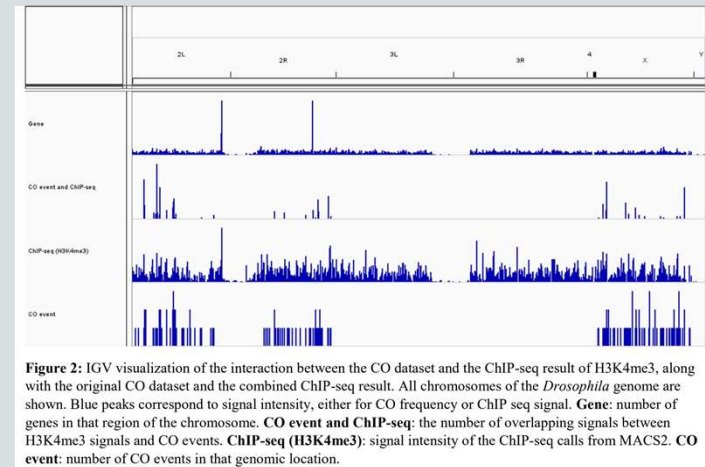 2L 2R 3L 3R 4 X Y
Gene
CO event and ChIP-seq
ChIP-seq (H3K4me3)
CO event
Figure 2: IGV visualization of the interaction between the CO dataset and the ChIP-seq result of H3K4me3, along
with the original CO dataset and the combined ChIP-seq result. All chromosomes of the Drosophila genome are
shown. Blue peaks correspond to signal intensity, either for CO frequency or ChIP seq signal. Gene: number of
genes in that region of the chromosome. CO event and ChIP-seq: the number of overlapping signals between
H3K4me3 signals and CO events. ChIP-seq (H3K4me3): signal intensity of the ChIP-seq calls from MACS2. CO
event: number of CO events in that genomic location.